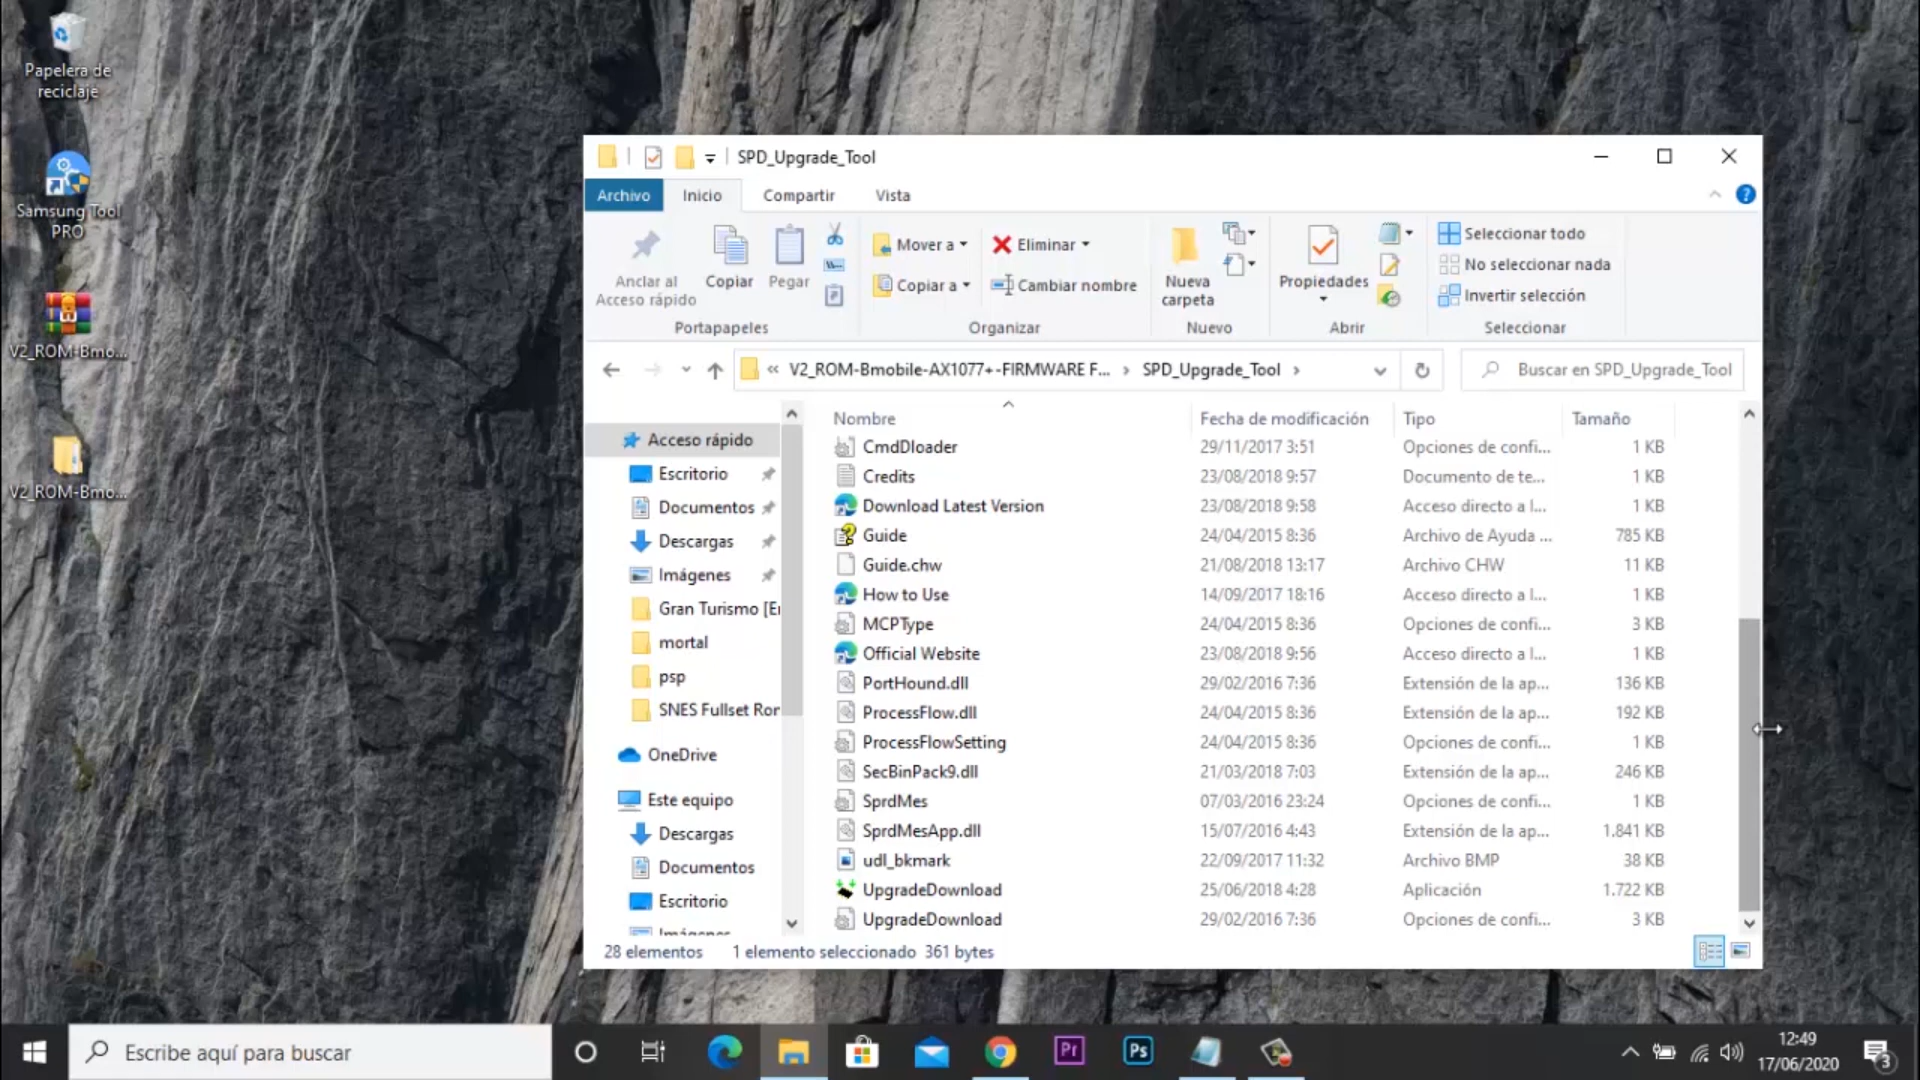 Papelera de
reciclaje
Samsung Tool
PRO
V2_ROM-Bmo...
V2_ROM-Bmo...
SPD_Upgrade_Tool
Archivo
Inicio
Compartir
Vista
Anclar al
Acceso rápido
Copiar
Pegar
Mover a
Copiar a
Eliminar
Cambiar nombre
Nueva
carpeta
Propiedades
Seleccionar todo
No seleccionar nada
Invertir selección
Portapapeles
Organizar
Nuevo
Abrir
Seleccionar
« V2_ROM-Bmobile-AX1077+-FIRMWARE F... › SPD_Upgrade_Tool ›
Buscar en SPD_Upgrade_Tool
Acceso rápido
Escritorio
Documentos
Descargas
Imágenes
Gran Turismo [E
mortal
psp
SNES Fullset Ror
OneDrive
Este equipo
Descargas
Documentos
Escritorio
Imágenes
Nombre Fecha de modificación Tipo Tamaño
CmdDloader 29/11/2017 3:51 Opciones de confi... 1 KB
Credits 23/08/2018 9:57 Documento de te... 1 KB
Download Latest Version 23/08/2018 9:58 Acceso directo a l... 1 KB
Guide 24/04/2015 8:36 Archivo de Ayuda ... 785 KB
Guide.chw 21/08/2018 13:17 Archivo CHW 11 KB
How to Use 14/09/2017 18:16 Acceso directo a l... 1 KB
MCPType 24/04/2015 8:36 Opciones de confi... 3 KB
Official Website 23/08/2018 9:56 Acceso directo a l... 1 KB
PortHound.dll 29/02/2016 7:36 Extensión de la ap... 136 KB
ProcessFlow.dll 24/04/2015 8:36 Extensión de la ap... 192 KB
ProcessFlowSetting 24/04/2015 8:36 Opciones de confi... 1 KB
SecBinPack9.dll 21/03/2018 7:03 Extensión de la ap... 246 KB
SprdMes 07/03/2016 23:24 Opciones de confi... 1 KB
SprdMesApp.dll 15/07/2016 4:43 Extensión de la ap... 1.841 KB
udl_bkmark 22/09/2017 11:32 Archivo BMP 38 KB
UpgradeDownload 25/06/2018 4:28 Aplicación 1.722 KB
UpgradeDownload 29/02/2016 7:36 Opciones de confi... 3 KB
28 elementos 1 elemento seleccionado 361 bytes
Escribe aquí para buscar
Pr
Ps
12:49
17/06/2020
3